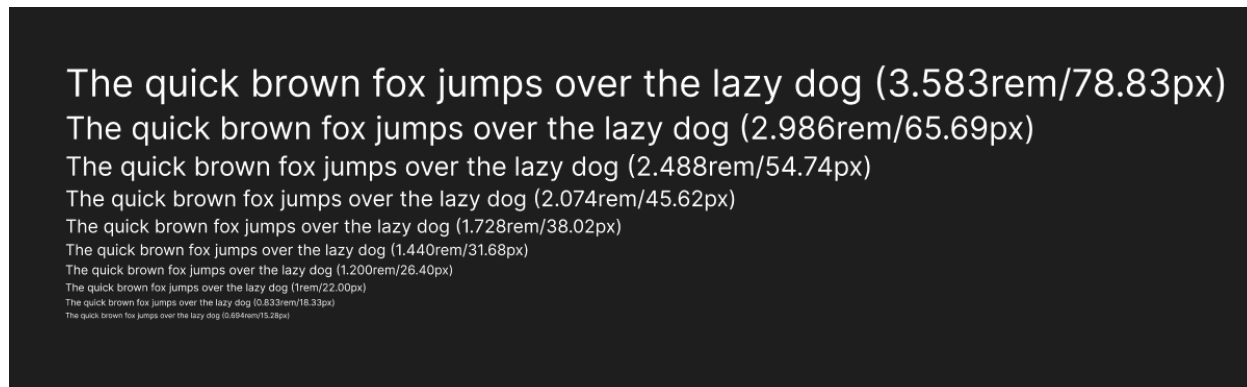 The quick brown fox jumps over the lazy dog (3.583rem/78.83px)
The quick brown fox jumps over the lazy dog (2.986rem/65.69px)
The quick brown fox jumps over the lazy dog (2.488rem/54.74px)
The quick brown fox jumps over the lazy dog (2.074rem/45.62px)
The quick brown fox jumps over the lazy dog (1.728rem/38.02px)
The quick brown fox jumps over the lazy dog (1.440rem/31.68px)
The quick brown fox jumps over the lazy dog (1.200rem/26.40px)
The quick brown fox jumps over the lazy dog (1rem/22.00px)
The quick brown fox jumps over the lazy dog (0.833rem/18.33px)
The quick brown fox jumps over the lazy dog (0.694rem/15.28px)